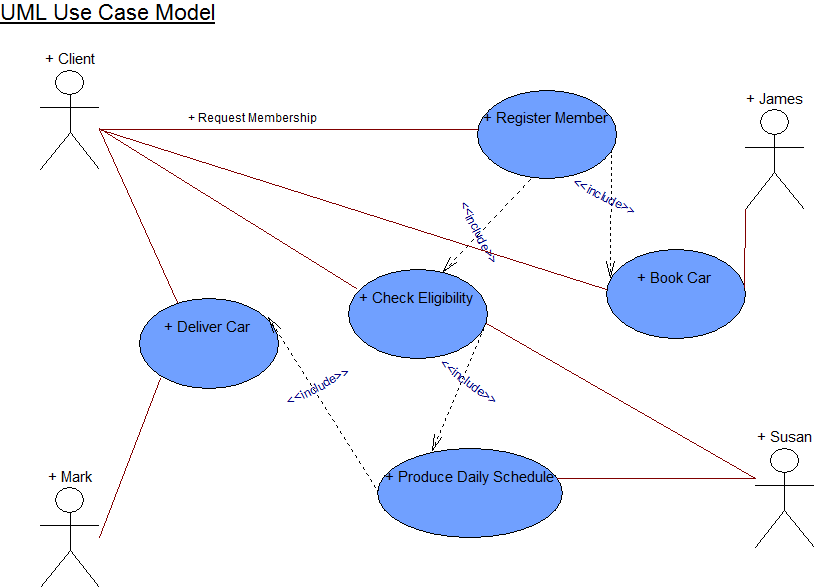 UML Use Case Model
+ Client
+ Request Membership
+ Register Member
+ James
<<include>>
<<include>>
+ Book Car
+ Check Eligibility
+ Deliver Car
<<include>>
<<include>>
+ Susan
+ Mark
+ Produce Daily Schedule